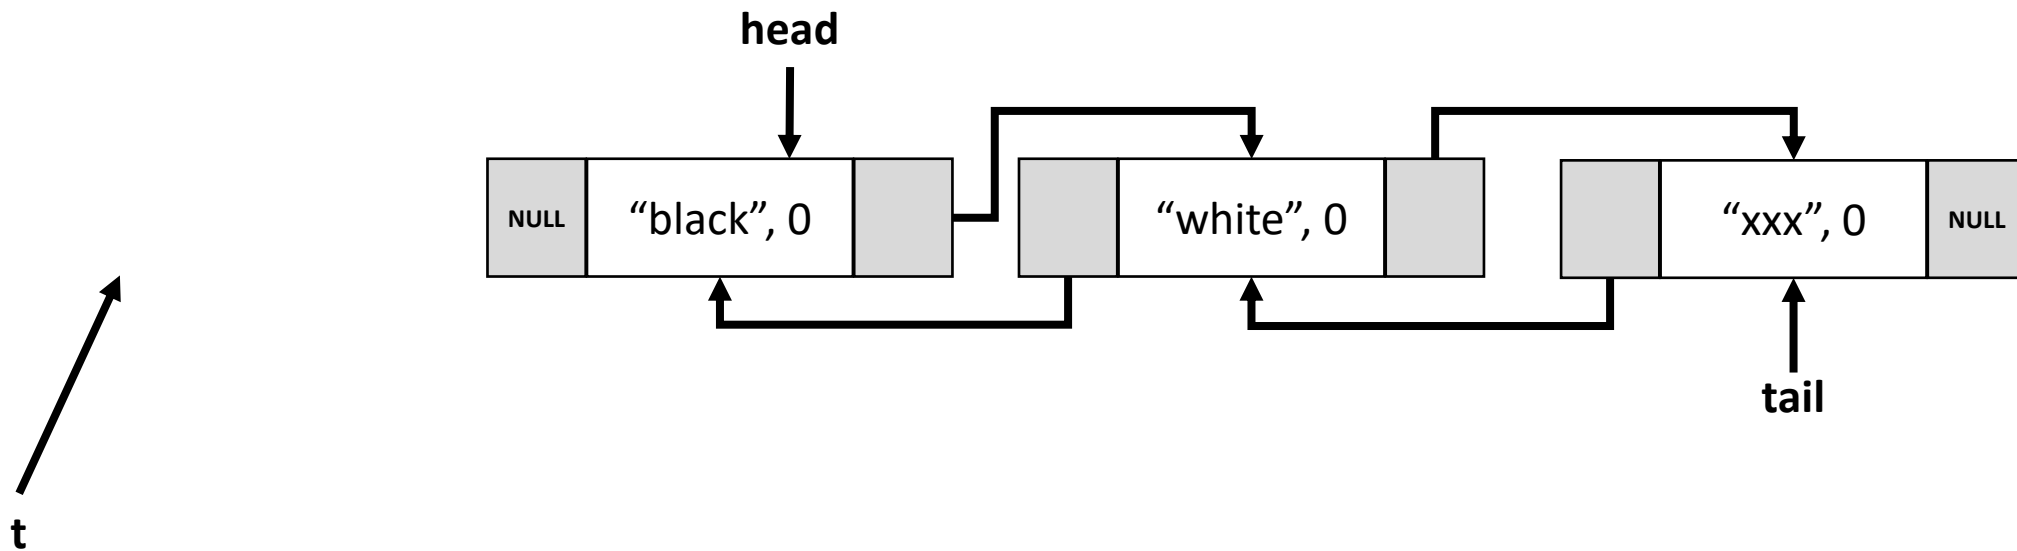 head
NULL “black”, 0 “white”, 0 “xxx”, 0 NULL
tail
t